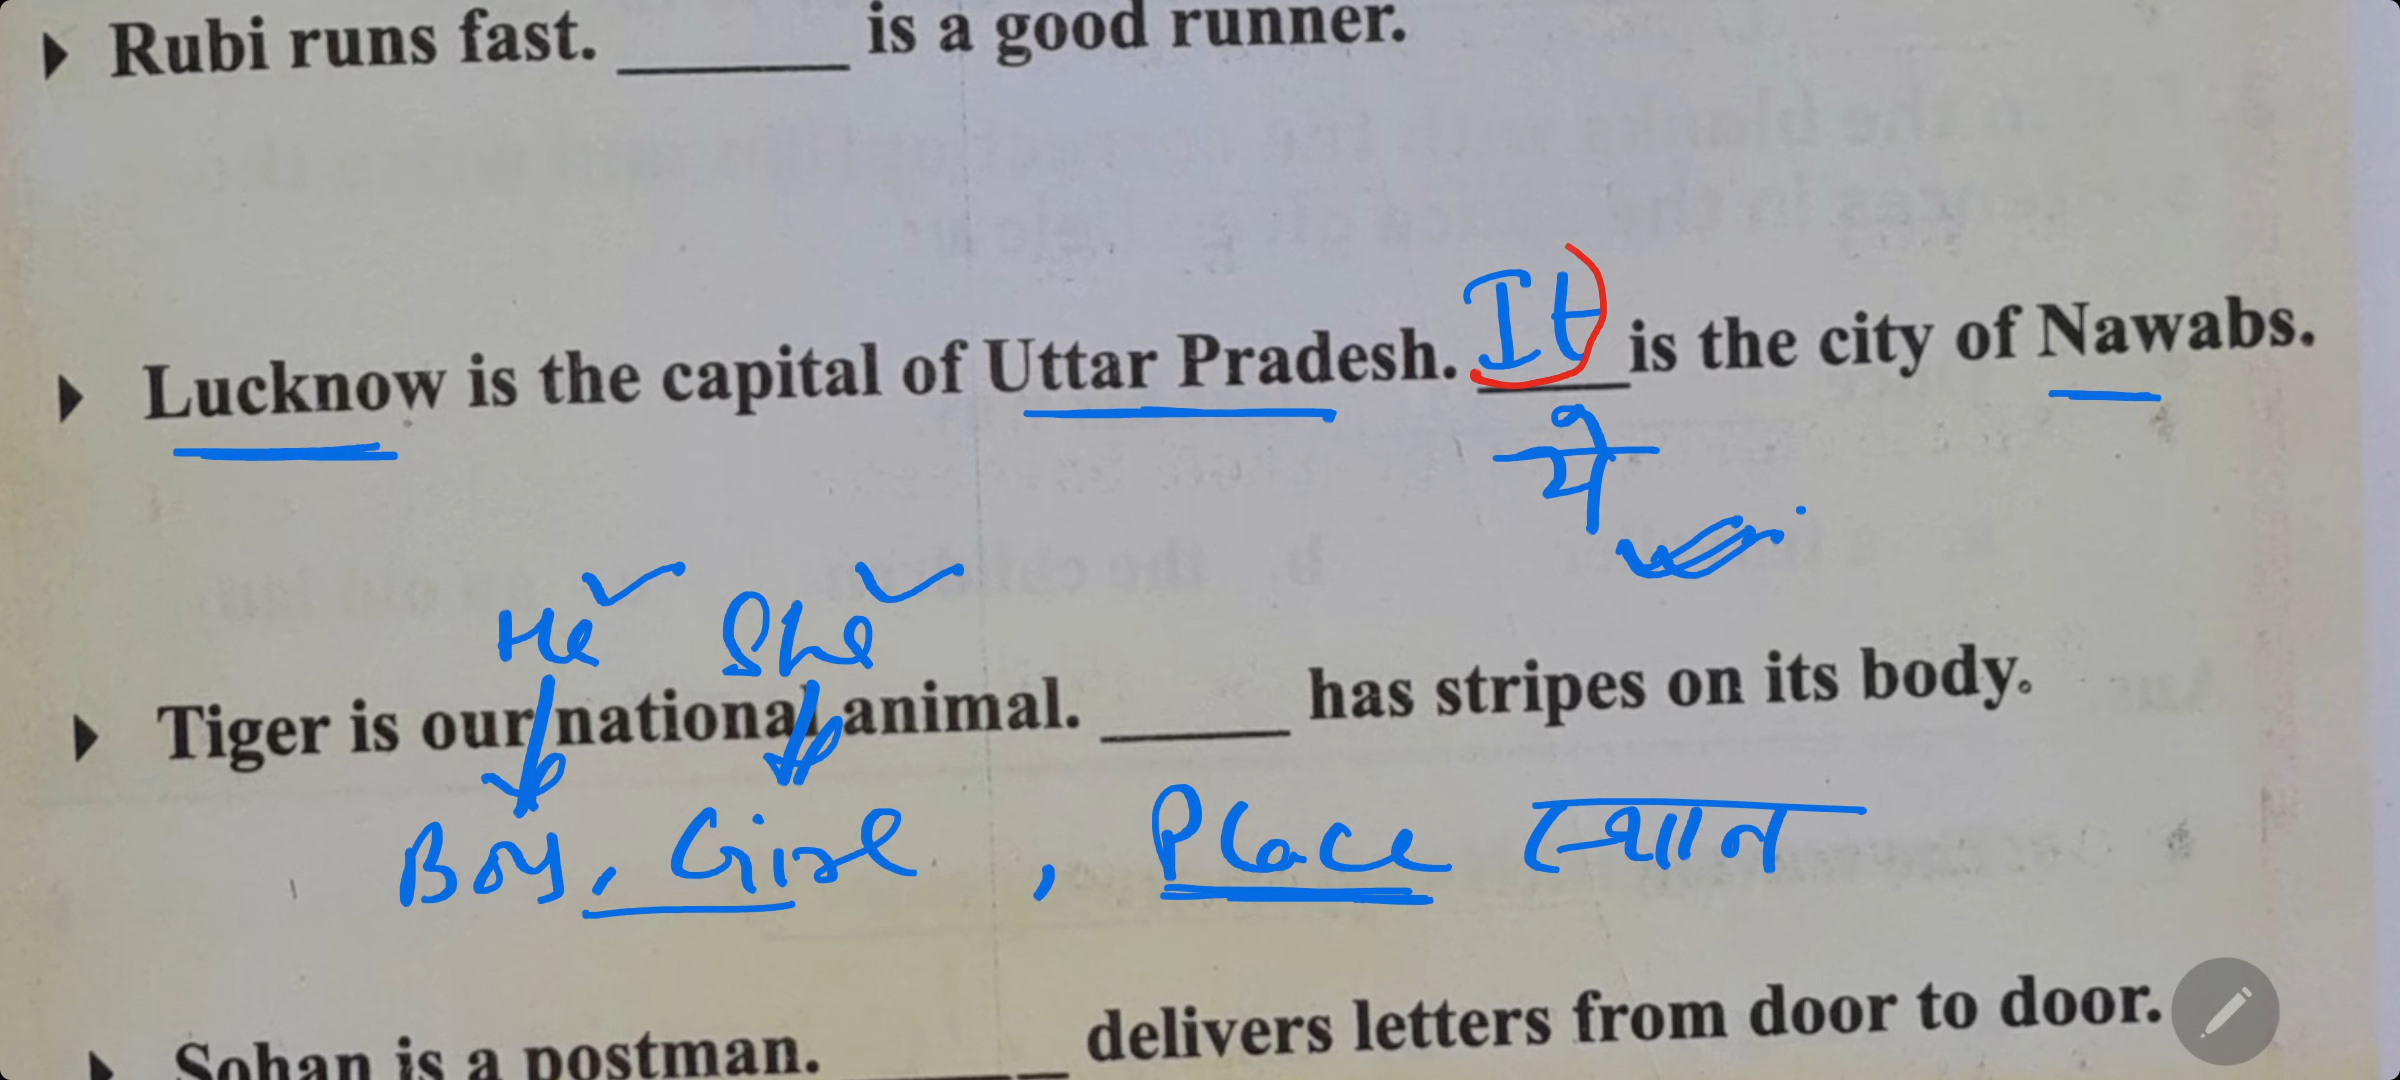 Rubi runs fast. ______ is a good runner.
Lucknow is the capital of Uttar Pradesh. It is the city of Nawabs.
ये
He She
Tiger is our national animal. ______ has stripes on its body.
Boy, Girl, Place स्थान
Sohan is a postman. ______ delivers letters from door to door.